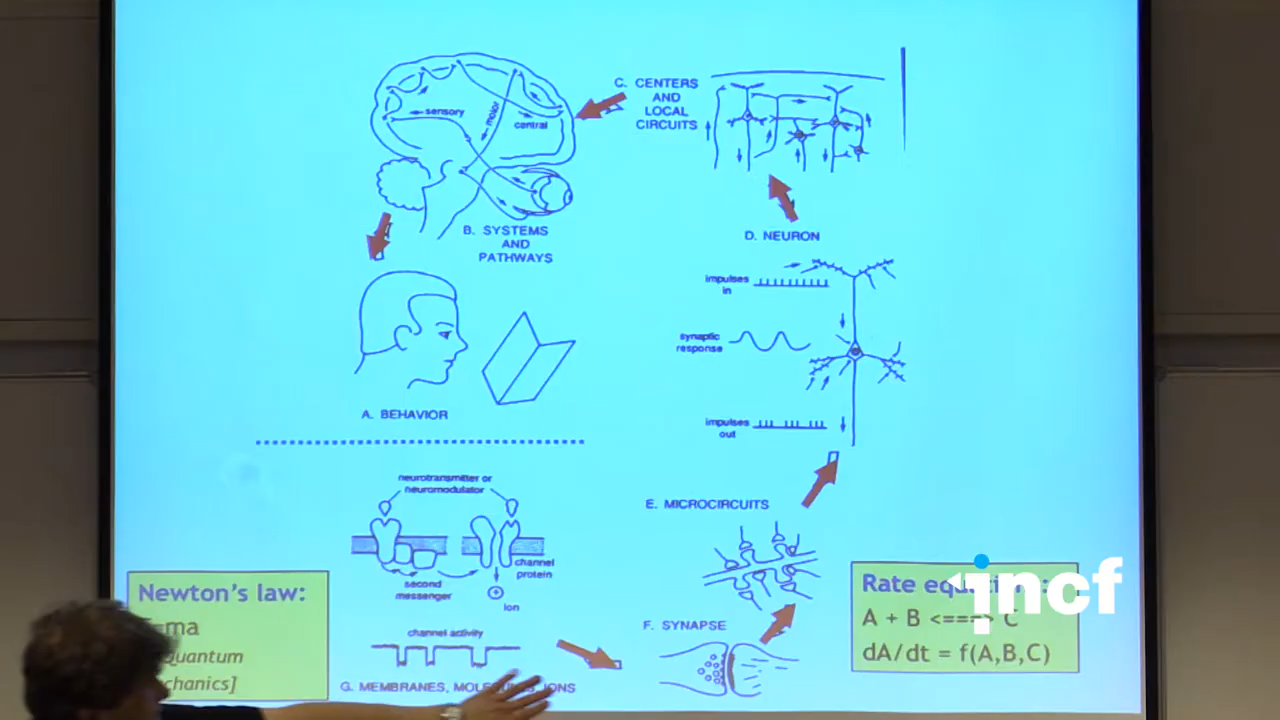 C. CENTERS
AND
LOCAL
CIRCUITS
sensory
motor
central
B. SYSTEMS
AND
PATHWAYS
D. NEURON
impulses
in
synaptic
response
impulses
out
A. BEHAVIOR
neurotransmitter or
neuromodulator
channel
protein
second
messenger
ion
channel activity
G. MEMBRANES, IONS
E. MICROCIRCUITS
F. SYNAPSE
Newton's law:
=ma
quantum
Rate
A + B <===> C
dA/dt = f(A,B,C)
incf